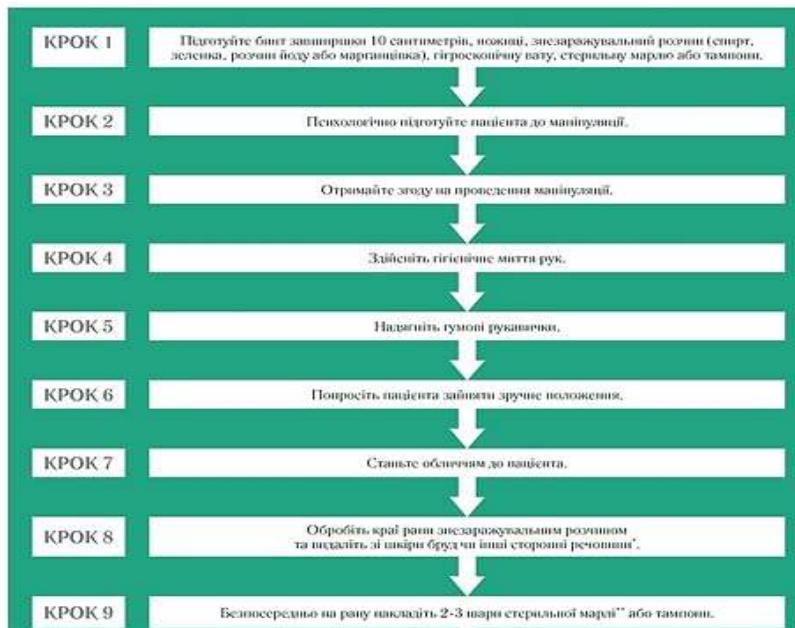 КРОК 1
Підготуйте бинт завширшки 10 сантиметрів, ножиці, знезаражувальний розчин (спирт,
зеленка, розчин йоду або марганцівка), гігроскопічну вату, стерильну марлю або тампони.
КРОК 2
Психологічно підготуйте пацієнта до маніпуляції.
КРОК 3
Отримайте згоду на проведення маніпуляції.
КРОК 4
Здійсніть гігієнічне миття рук.
КРОК 5
Надягніть гумові рукавички.
КРОК 6
Попросіть пацієнта зайняти зручне положення.
КРОК 7
Станьте обличчям до пацієнта.
КРОК 8
Обробіть краї рани знезаражувальним розчином
та видаліть зі шкіри бруд чи інші сторонні речовини*.
КРОК 9
Безпосередньо на рану накладіть 2-3 шари стерильної марлі** або тампони.